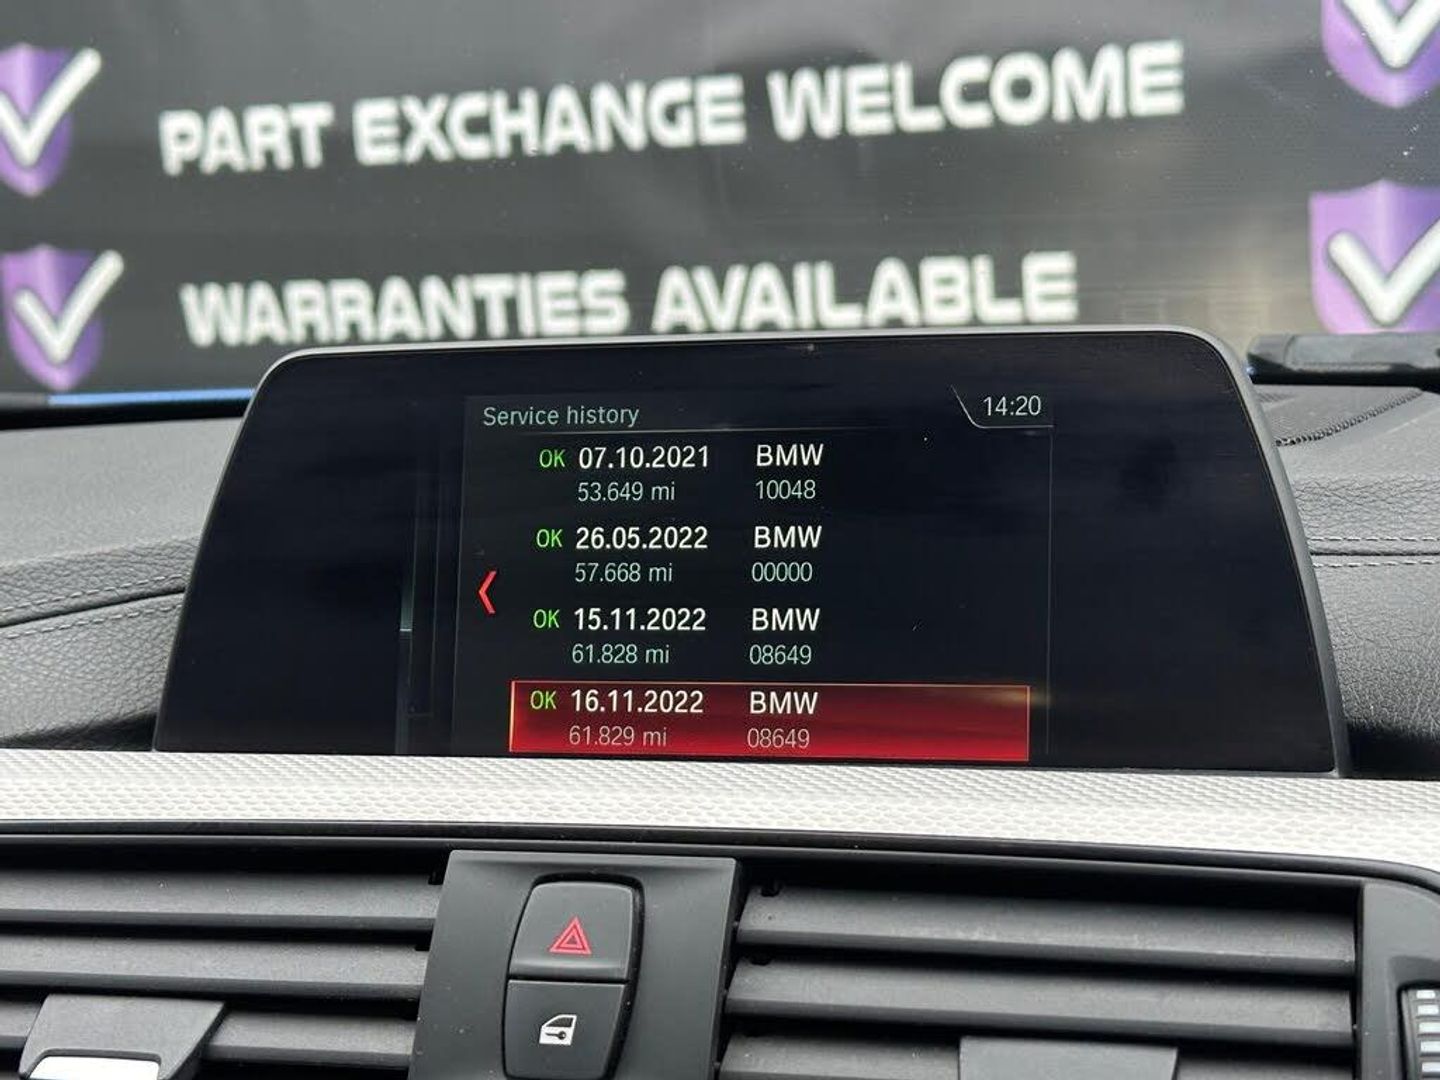 PART EXCHANGE WELCOME
WARRANTIES AVAILABLE
Service history 14:20
OK 07.10.2021 BMW
53.649 mi 10048
OK 26.05.2022 BMW
57.668 mi 00000
OK 15.11.2022 BMW
61.828 mi 08649
OK 16.11.2022 BMW
61.829 mi 08649